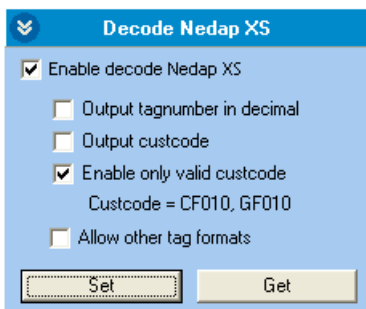 Decode Nedap XS
Enable decode Nedap XS
Output tagnumber in decimal
Output custcode
Enable only valid custcode
Custcode = CF010, GF010
Allow other tag formats
Set Get